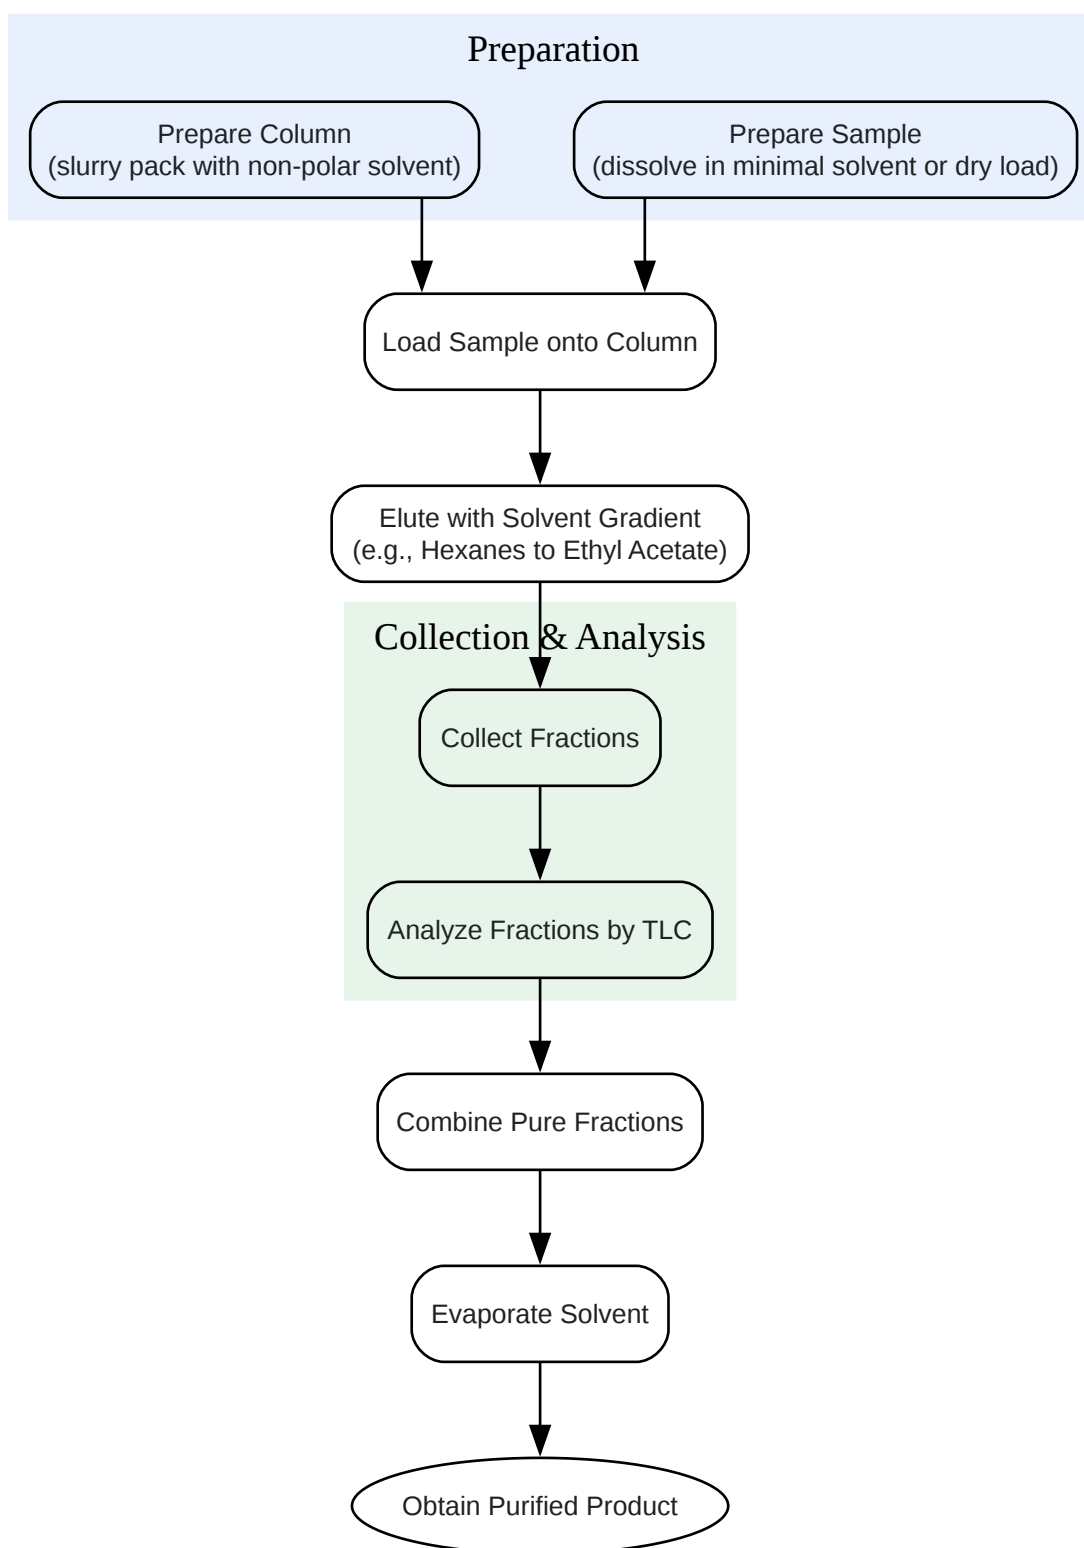 Preparation
Prepare Column
(slurry pack with non-polar solvent)
Prepare Sample
(dissolve in minimal solvent or dry load)
Load Sample onto Column
Elute with Solvent Gradient
(e.g., Hexanes to Ethyl Acetate)
Collection & Analysis
Collect Fractions
Analyze Fractions by TLC
Combine Pure Fractions
Evaporate Solvent
Obtain Purified Product